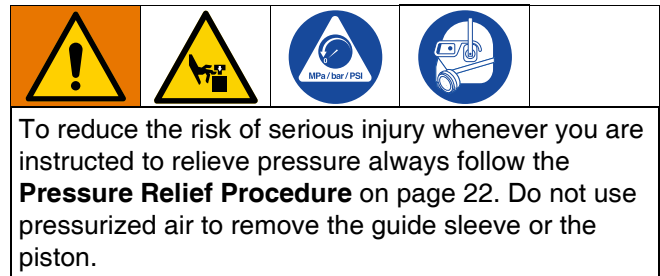 MPa/bar/PSI
To reduce the risk of serious injury whenever you are
instructed to relieve pressure always follow the
Pressure Relief Procedure on page 22. Do not use
pressurized air to remove the guide sleeve or the
piston.